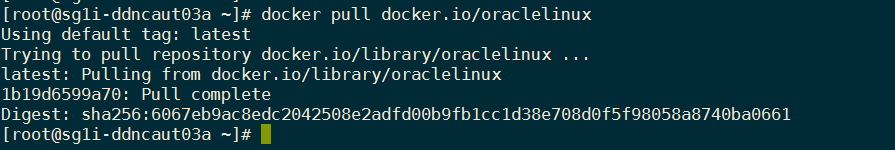 [root@sg1i-ddncaut03a ~]# docker pull docker.io/oraclelinux
Using default tag: latest
Trying to pull repository docker.io/library/oraclelinux ...
latest: Pulling from docker.io/library/oraclelinux
1b19d6599a70: Pull complete
Digest: sha256:6067eb9ac8edc2042508e2adfd00b9fb1cc1d38e708d0f5f98058a8740ba0661
[root@sg1i-ddncaut03a ~]#